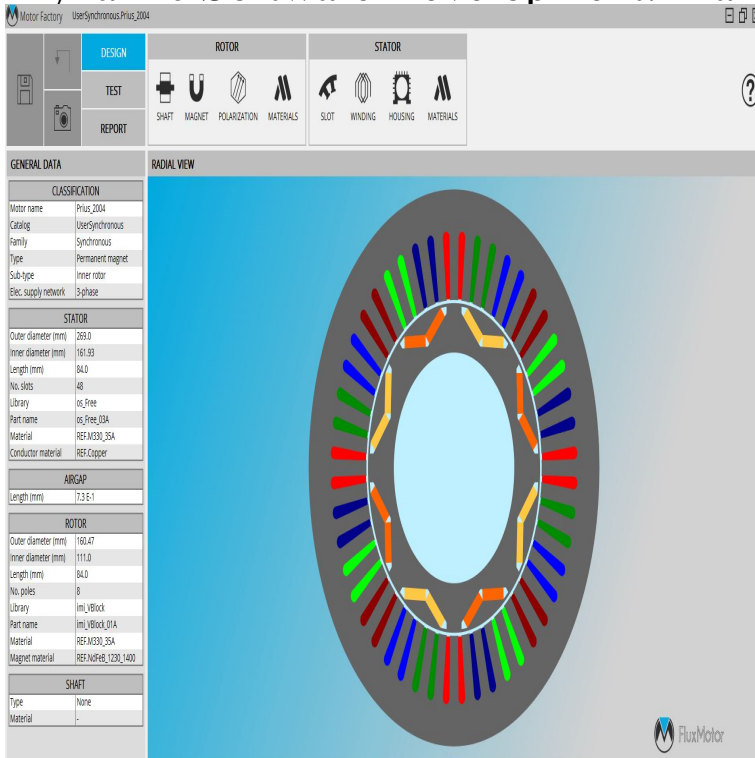 Motor Factory UserSynchronous.Prius_2004
DESIGN
TEST
REPORT
ROTOR
SHAFT MAGNET POLARIZATION MATERIALS
STATOR
SLOT WINDING HOUSING MATERIALS
?
GENERAL DATA
CLASSIFICATION
Motor name Prius_2004
Catalog UserSynchronous
Family Synchronous
Type Permanent magnet
Sub-type Inner rotor
Elec. supply network 3-phase
STATOR
Outer diameter (mm) 269.0
Inner diameter (mm) 161.93
Length (mm) 84.0
No. slots 48
Library os_Free
Part name os_Free_03A
Material REF.M330_35A
Conductor material REF.Copper
AIRGAP
Length (mm) 7.3 E-1
ROTOR
Outer diameter (mm) 160.47
Inner diameter (mm) 111.0
Length (mm) 84.0
No. poles 8
Library imi_VBlock
Part name imi_VBlock_01A
Material REF.M330_35A
Magnet material REF.NdFeB_1230_1400
SHAFT
Type None
Material -
RADIAL VIEW
FluxMotor